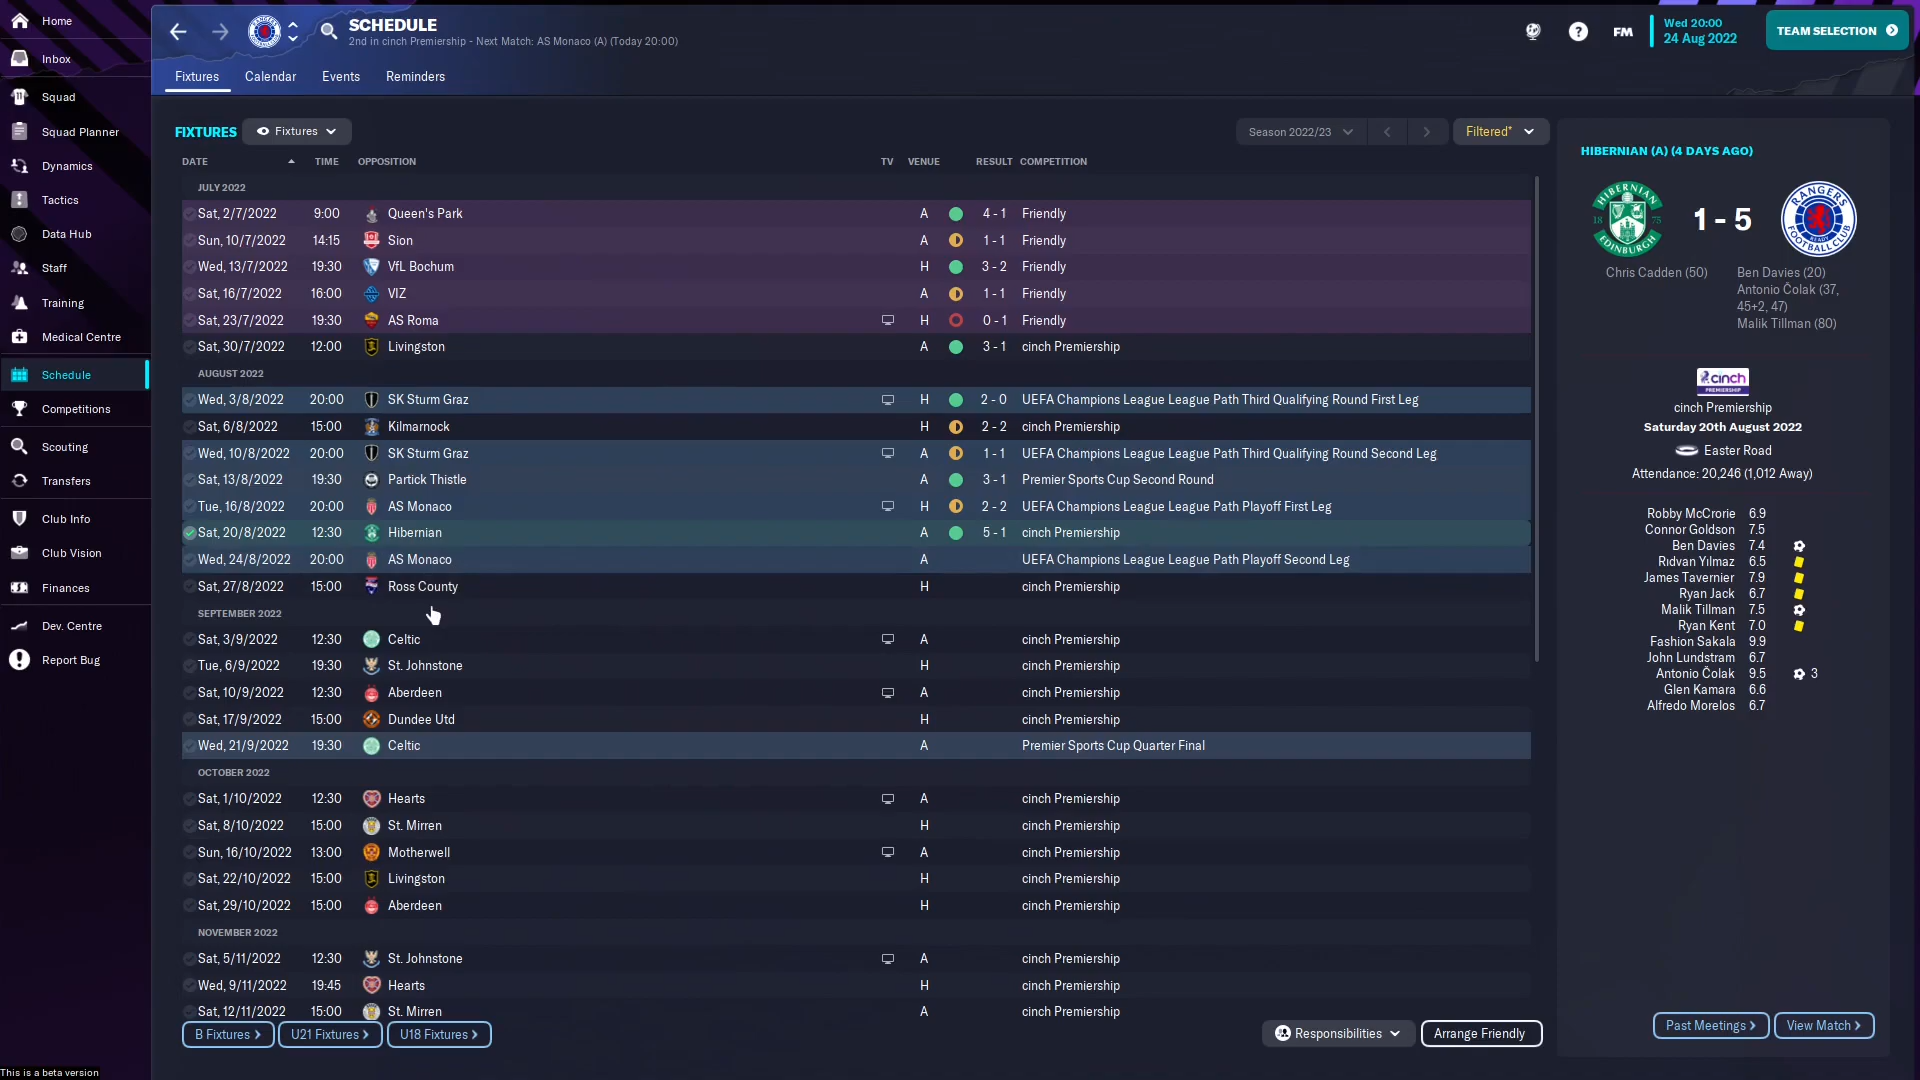 Home
Inbox
Squad
Squad Planner
Dynamics
Tactics
Data Hub
Staff
Training
Medical Centre
Schedule
Competitions
Scouting
Transfers
Club Info
Club Vision
Finances
Dev. Centre
Report Bug
This is a beta version
SCHEDULE
2nd in cinch Premiership - Next Match: AS Monaco (A) (Today 20:00)
FM
Wed 20:00
24 Aug 2022
TEAM SELECTION
Fixtures Calendar Events Reminders
FIXTURES Fixtures Season 2022/23 Filtered*
DATE TIME OPPOSITION TV VENUE RESULT COMPETITION
JULY 2022
Sat, 2/7/2022 9:00 Queen's Park A 4 - 1 Friendly
Sun, 10/7/2022 14:15 Sion A 1 - 1 Friendly
Wed, 13/7/2022 19:30 VfL Bochum H 3 - 2 Friendly
Sat, 16/7/2022 16:00 VIZ A 1 - 1 Friendly
Sat, 23/7/2022 19:30 AS Roma H 0 - 1 Friendly
Sat, 30/7/2022 12:00 Livingston A 3 - 1 cinch Premiership
AUGUST 2022
Wed, 3/8/2022 20:00 SK Sturm Graz H 2 - 0 UEFA Champions League League Path Third Qualifying Round First Leg
Sat, 6/8/2022 15:00 Kilmarnock H 2 - 2 cinch Premiership
Wed, 10/8/2022 20:00 SK Sturm Graz A 1 - 1 UEFA Champions League League Path Third Qualifying Round Second Leg
Sat, 13/8/2022 19:30 Partick Thistle A 3 - 1 Premier Sports Cup Second Round
Tue, 16/8/2022 20:00 AS Monaco H 2 - 2 UEFA Champions League League Path Playoff First Leg
Sat, 20/8/2022 12:30 Hibernian A 5 - 1 cinch Premiership
Wed, 24/8/2022 20:00 AS Monaco A UEFA Champions League League Path Playoff Second Leg
Sat, 27/8/2022 15:00 Ross County H cinch Premiership
SEPTEMBER 2022
Sat, 3/9/2022 12:30 Celtic A cinch Premiership
Tue, 6/9/2022 19:30 St. Johnstone H cinch Premiership
Sat, 10/9/2022 12:30 Aberdeen A cinch Premiership
Sat, 17/9/2022 15:00 Dundee Utd H cinch Premiership
Wed, 21/9/2022 19:30 Celtic A Premier Sports Cup Quarter Final
OCTOBER 2022
Sat, 1/10/2022 12:30 Hearts A cinch Premiership
Sat, 8/10/2022 15:00 St. Mirren H cinch Premiership
Sun, 16/10/2022 13:00 Motherwell A cinch Premiership
Sat, 22/10/2022 15:00 Livingston H cinch Premiership
Sat, 29/10/2022 15:00 Aberdeen H cinch Premiership
NOVEMBER 2022
Sat, 5/11/2022 12:30 St. Johnstone A cinch Premiership
Wed, 9/11/2022 19:45 Hearts H cinch Premiership
Sat, 12/11/2022 15:00 St. Mirren A cinch Premiership
B Fixtures U21 Fixtures U18 Fixtures Responsibilities Arrange Friendly
HIBERNIAN (A) (4 DAYS AGO)
HIBERNIAN
18 75
EDINBURGH
1 - 5
RANGERS
READY
FOOTBALL CLUB
Chris Cadden (50)
Ben Davies (20)
Antonio Čolak (37,
45+2, 47)
Malik Tillman (80)
cinch
PREMIERSHIP
cinch Premiership
Saturday 20th August 2022
Easter Road
Attendance: 20,246 (1,012 Away)
Robby McCrorie 6.9
Connor Goldson 7.5
Ben Davies 7.4
Rıdvan Yılmaz 6.5
James Tavernier 7.9
Ryan Jack 6.7
Malik Tillman 7.5
Ryan Kent 7.0
Fashion Sakala 9.9
John Lundstram 6.7
Antonio Čolak 9.5 3
Glen Kamara 6.6
Alfredo Morelos 6.7
Past Meetings View Match